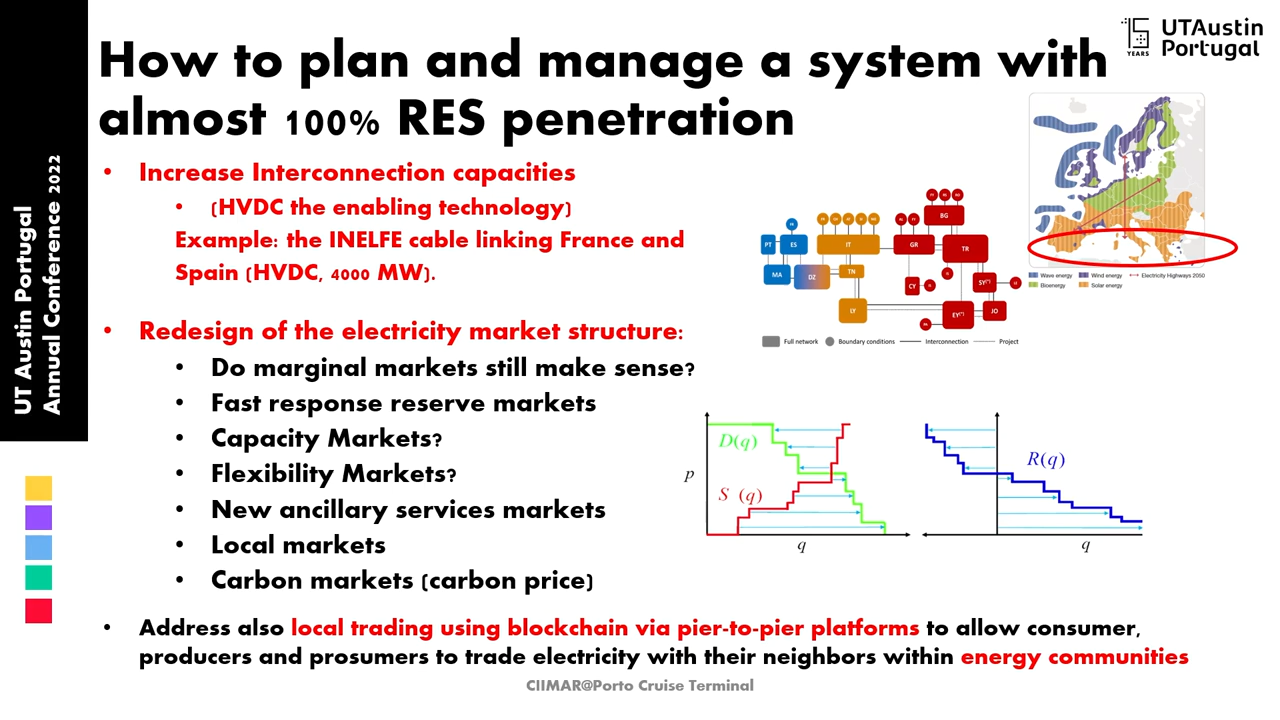 UT Austin Portugal
Annual Conference 2022
How to plan and manage a system with
almost 100% RES penetration
15
YEARS
UTAustin
Portugal
• Increase Interconnection capacities
• (HVDC the enabling technology)
Example: the INELFE cable linking France and
Spain (HVDC, 4000 MW).
• Redesign of the electricity market structure:
• Do marginal markets still make sense?
• Fast response reserve markets
• Capacity Markets?
• Flexibility Markets?
• New ancillary services markets
• Local markets
• Carbon markets (carbon price)
• Address also local trading using blockchain via pier-to-pier platforms to allow consumer,
producers and prosumers to trade electricity with their neighbors within energy communities
BG
PT ES IT GR TR
MA DZ TN
CY SY(*)
LY EY(*) JO
Full network Boundary conditions Interconnection Project
Wave energy Wind energy Electricity Highways 2050
Bioenergy Solar energy
D(q)
p
S (q)
q
R(q)
q
CIIMAR@Porto Cruise Terminal